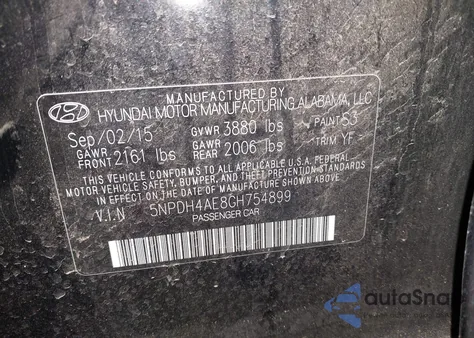 MANUFACTURED BY
HYUNDAI MOTOR MANUFACTURING ALABAMA, LLC
Sep/02/15 GVWR 3880 lbs PAINT S3
GAWR FRONT 2161 lbs GAWR REAR 2006 lbs TRIM YF
THIS VEHICLE CONFORMS TO ALL APPLICABLE U.S.A. FEDERAL
MOTOR VEHICLE SAFETY, BUMPER, AND THEFT
PREVENTION STANDARDS IN EFFECT ON THE DATE OF
MANUFACTURE SHOWN ABOVE.
V.I.N 5NPDH4AE8GH754899
PASSENGER CAR
autoSnap